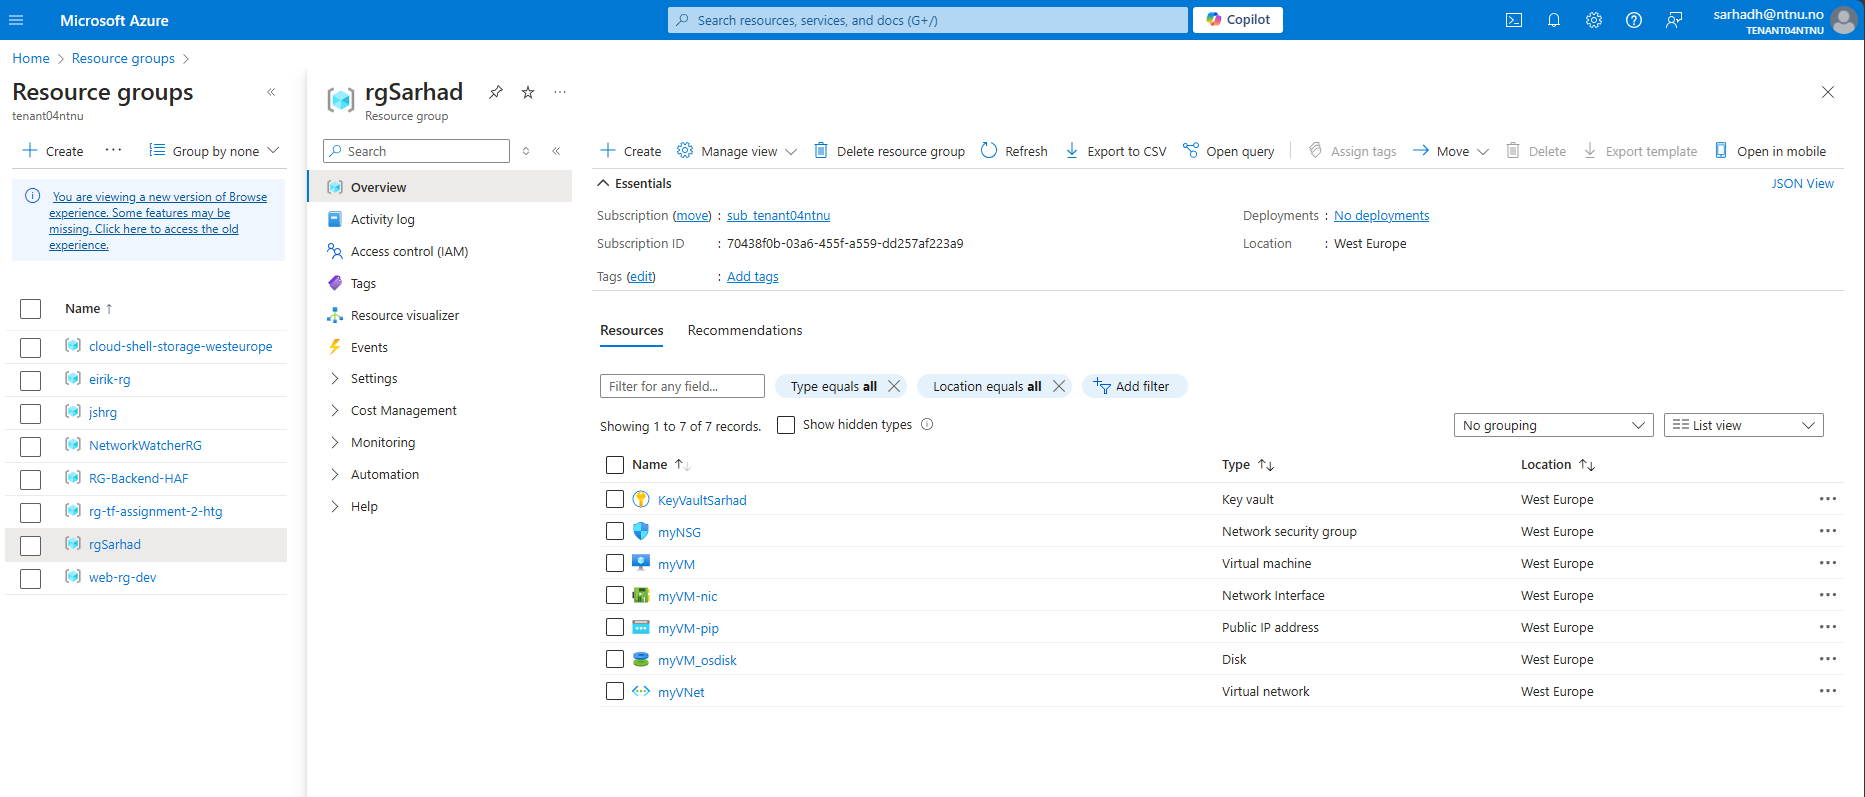 Microsoft Azure
Search resources, services, and docs (G+/)
Copilot
sarhadh@ntnu.no
TENANT04NTNU
Home > Resource groups >
Resource groups
tenant04ntnu
Create
Group by none
You are viewing a new version of Browse
experience. Some features may be
missing. Click here to access the old
experience.
Name ↑
cloud-shell-storage-westeurope
eirik-rg
jshrg
NetworkWatcherRG
RG-Backend-HAF
rg-tf-assignment-2-htg
rgSarhad
web-rg-dev
rgSarhad
Resource group
Search
Overview
Activity log
Access control (IAM)
Tags
Resource visualizer
Events
Settings
Cost Management
Monitoring
Automation
Help
Create Manage view Delete resource group Refresh Export to CSV Open query Assign tags Move Delete Export template Open in mobile
Essentials
JSON View
Subscription (move) : sub_tenant04ntnu
Deployments : No deployments
Subscription ID : 70438f0b-03a6-455f-a559-dd257af223a9
Location : West Europe
Tags (edit) : Add tags
Resources Recommendations
Filter for any field...
Type equals all
Location equals all
Add filter
Showing 1 to 7 of 7 records.
Show hidden types
No grouping
List view
Name ↑↓ Type ↑↓ Location ↑↓
KeyVaultSarhad Key vault West Europe
myNSG Network security group West Europe
myVM Virtual machine West Europe
myVM-nic Network Interface West Europe
myVM-pip Public IP address West Europe
myVM_osdisk Disk West Europe
myVNet Virtual network West Europe